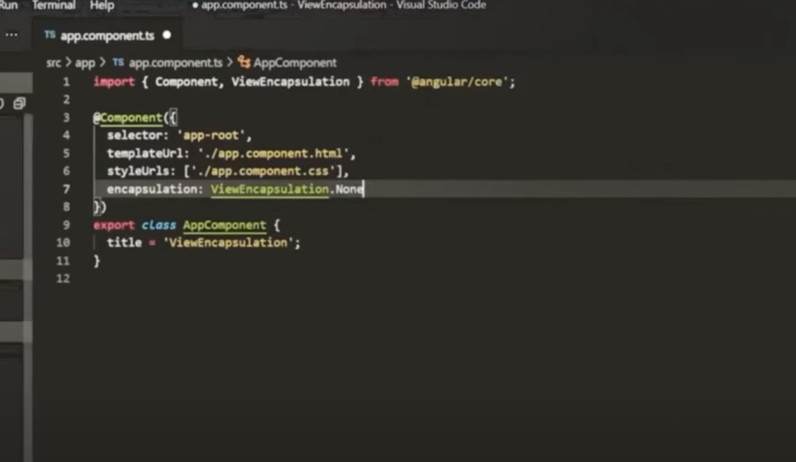 Run Terminal Help ● app.component.ts - ViewEncapsulation - Visual Studio Code
... TS app.component.ts ●
src > app > TS app.component.ts > AppComponent
1 import { Component, ViewEncapsulation } from '@angular/core';
2
3 @Component({
4 selector: 'app-root',
5 templateUrl: './app.component.html',
6 styleUrls: ['./app.component.css'],
7 encapsulation: ViewEncapsulation.None
8 })
9 export class AppComponent {
10 title = 'ViewEncapsulation';
11 }
12